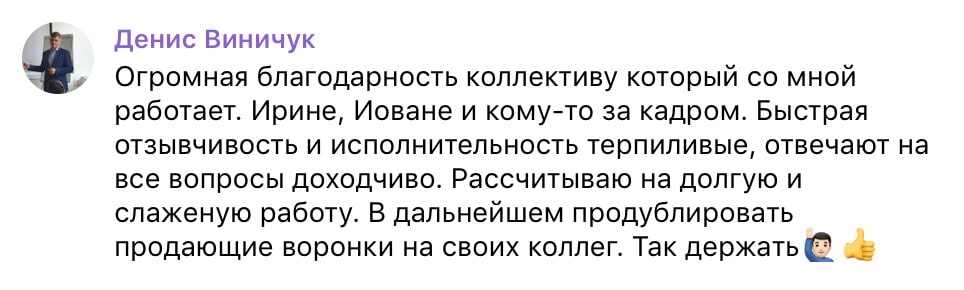 Денис Виничук
Огромная благодарность коллективу который со мной
работает. Ирине, Иоване и кому-то за кадром. Быстрая
отзывчивость и исполнительность терпиливые, отвечают на
все вопросы доходчиво. Рассчитываю на долгую и
слаженую работу. В дальнейшем продублировать
продающие воронки на своих коллег. Так держать🙋🏻‍♂️👍